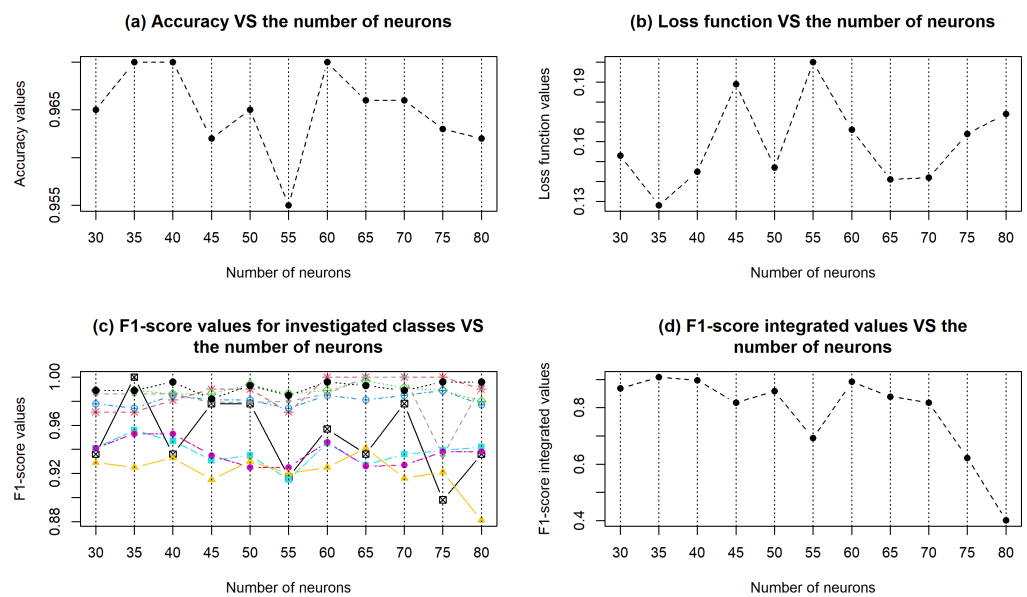 (a) Accuracy VS the number of neurons
Accuracy values
0.955
0.965
30 35 40 45 50 55 60 65 70 75 80
Number of neurons
(b) Loss function VS the number of neurons
Loss function values
0.13
0.16
0.19
30 35 40 45 50 55 60 65 70 75 80
Number of neurons
(c) F1-score values for investigated classes VS
the number of neurons
F1-score values
0.88
0.92
0.96
1.00
30 35 40 45 50 55 60 65 70 75 80
Number of neurons
(d) F1-score integrated values VS the
number of neurons
F1-score integrated values
0.4
0.6
0.8
30 35 40 45 50 55 60 65 70 75 80
Number of neurons